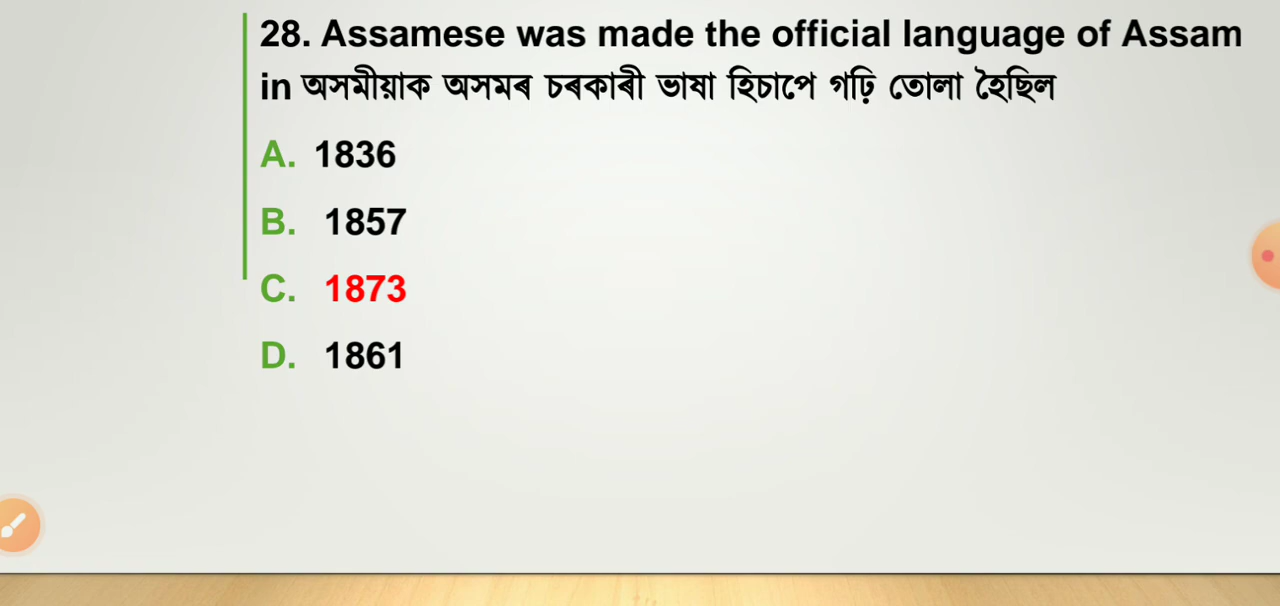 28. Assamese was made the official language of Assam
in অসমীয়াক অসমৰ চৰকাৰী ভাষা হিচাপে গঢ়ি তোলা হৈছিল
A. 1836
B. 1857
C. 1873
D. 1861